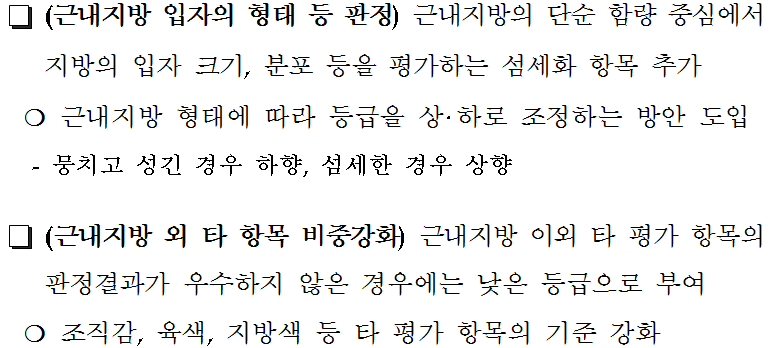 ❏ (근내지방 입자의 형태 등 판정) 근내지방의 단순 함량 중심에서
지방의 입자 크기, 분포 등을 평가하는 섬세화 항목 추가
❍ 근내지방 형태에 따라 등급을 상·하로 조정하는 방안 도입
- 뭉치고 성긴 경우 하향, 섬세한 경우 상향
❏ (근내지방 외 타 항목 비중강화) 근내지방 이외 타 평가 항목의
판정결과가 우수하지 않은 경우에는 낮은 등급으로 부여
❍ 조직감, 육색, 지방색 등 타 평가 항목의 기준 강화